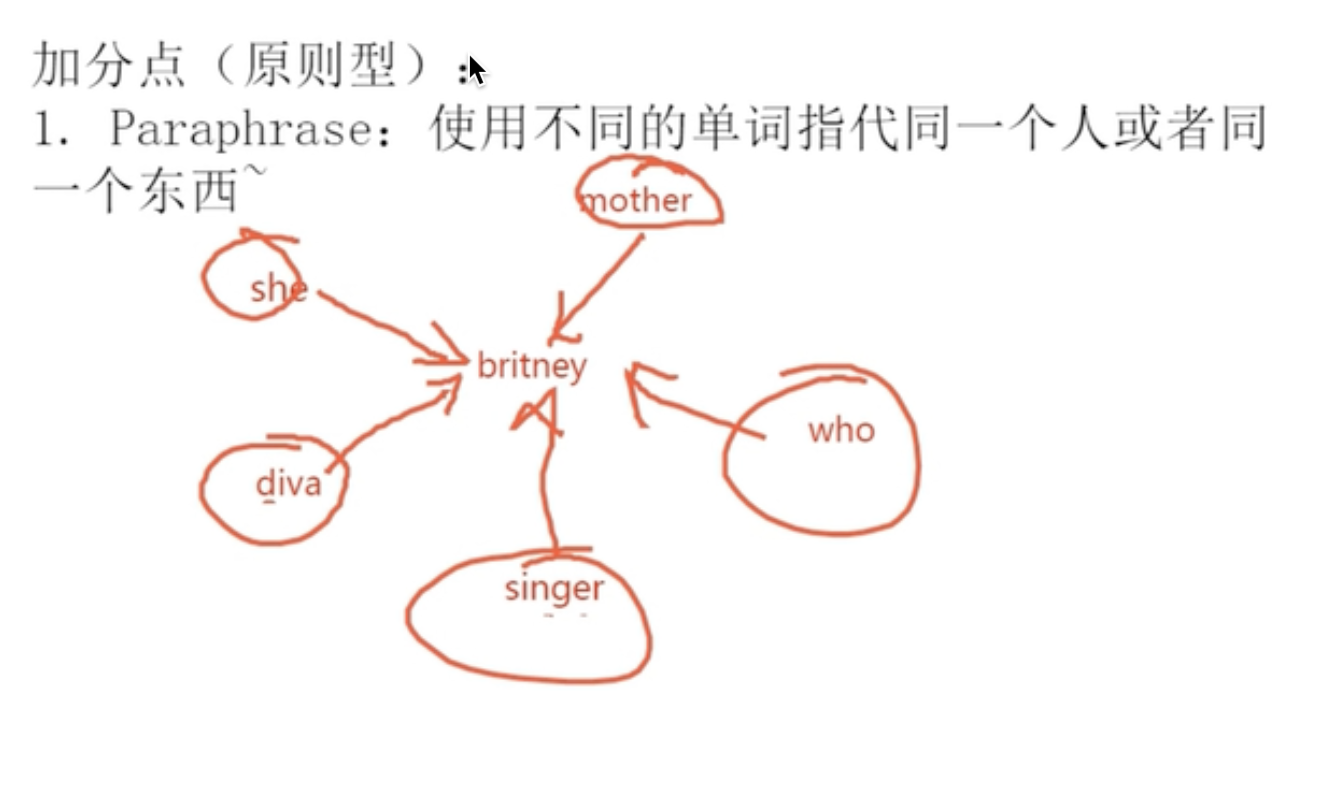 加分点（原则型）：
1. Paraphrase：使用不同的单词指代同一个人或者同
一个东西~
mother
she
britney
who
diva
singer